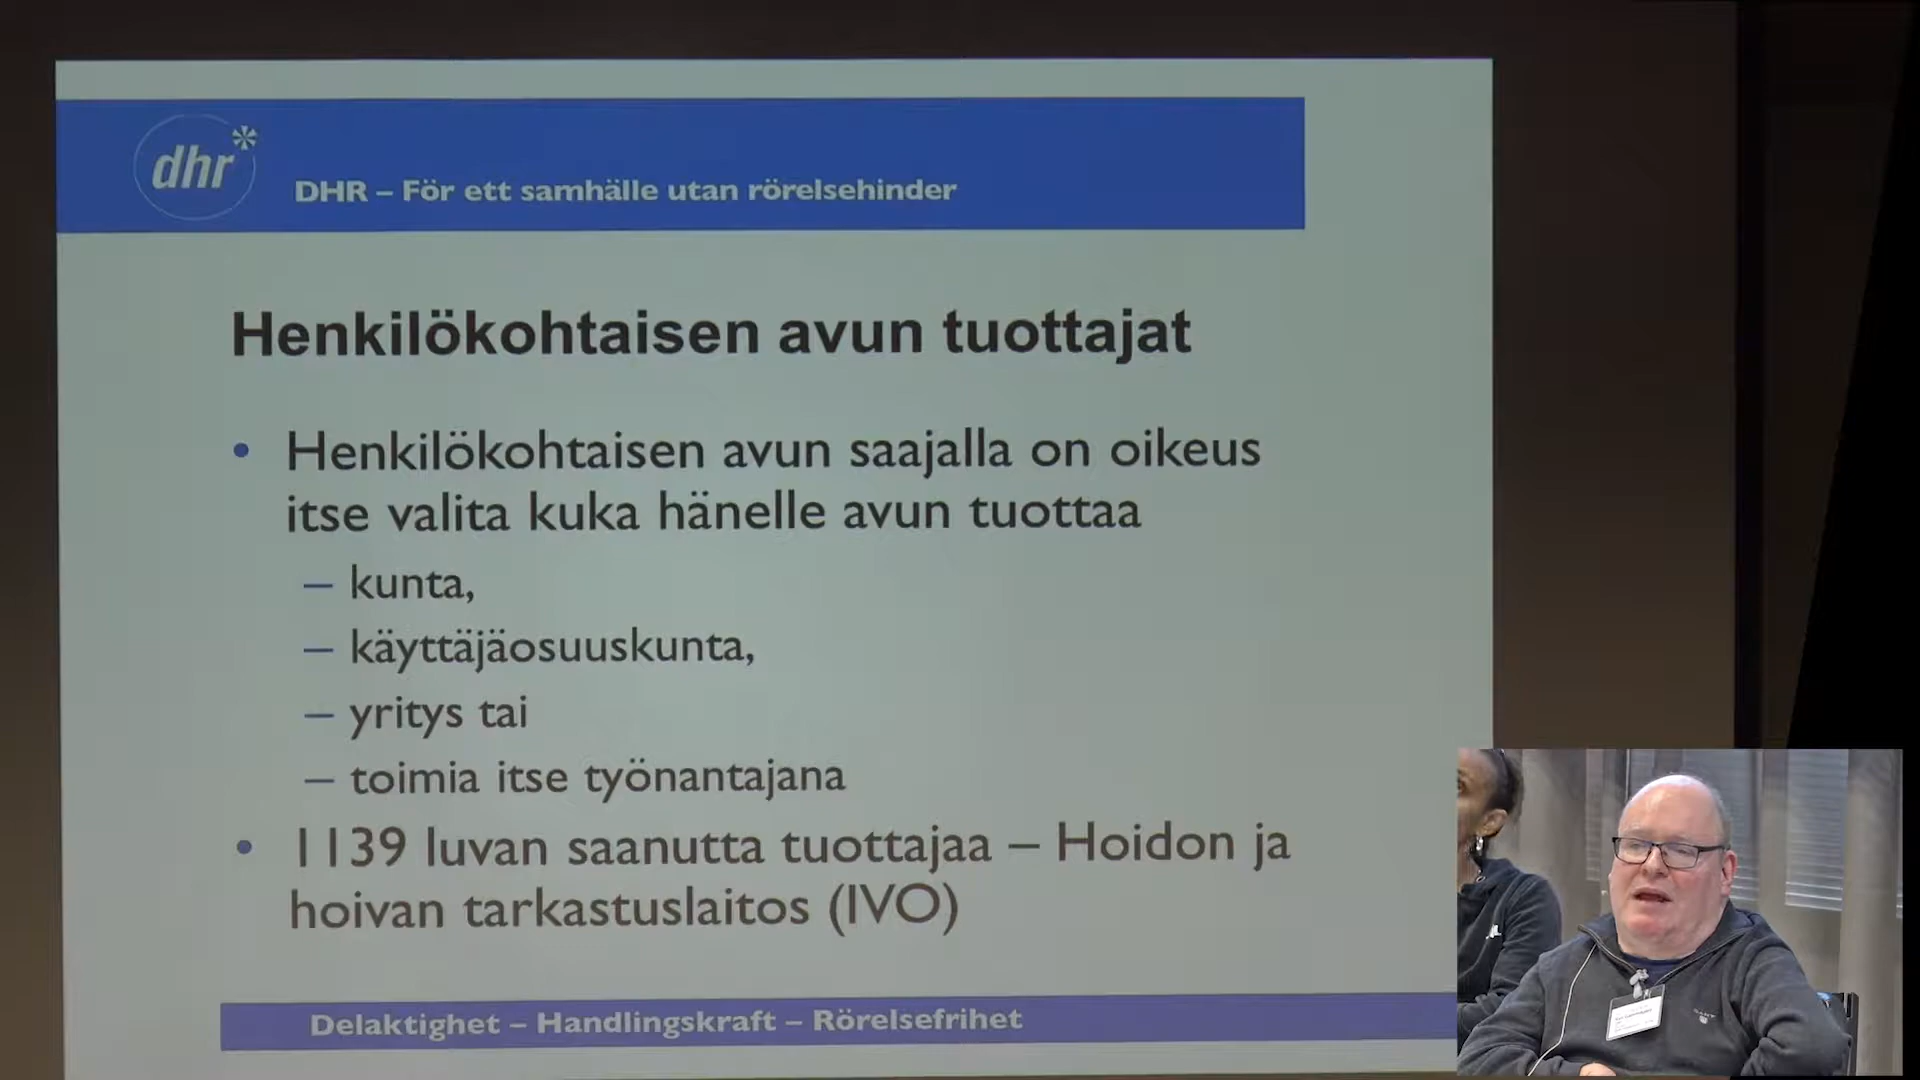 dhr
DHR – För ett samhälle utan rörelsehinder
Henkilökohtaisen avun tuottajat
• Henkilökohtaisen avun saajalla on oikeus
itse valita kuka hänelle avun tuottaa
– kunta,
– käyttäjäosuuskunta,
– yritys tai
– toimia itse työnantajana
• 1139 luvan saanutta tuottajaa – Hoidon ja
hoivan tarkastuslaitos (IVO)
Delaktighet – Handlingskraft – Rörelsefrihet
GANT